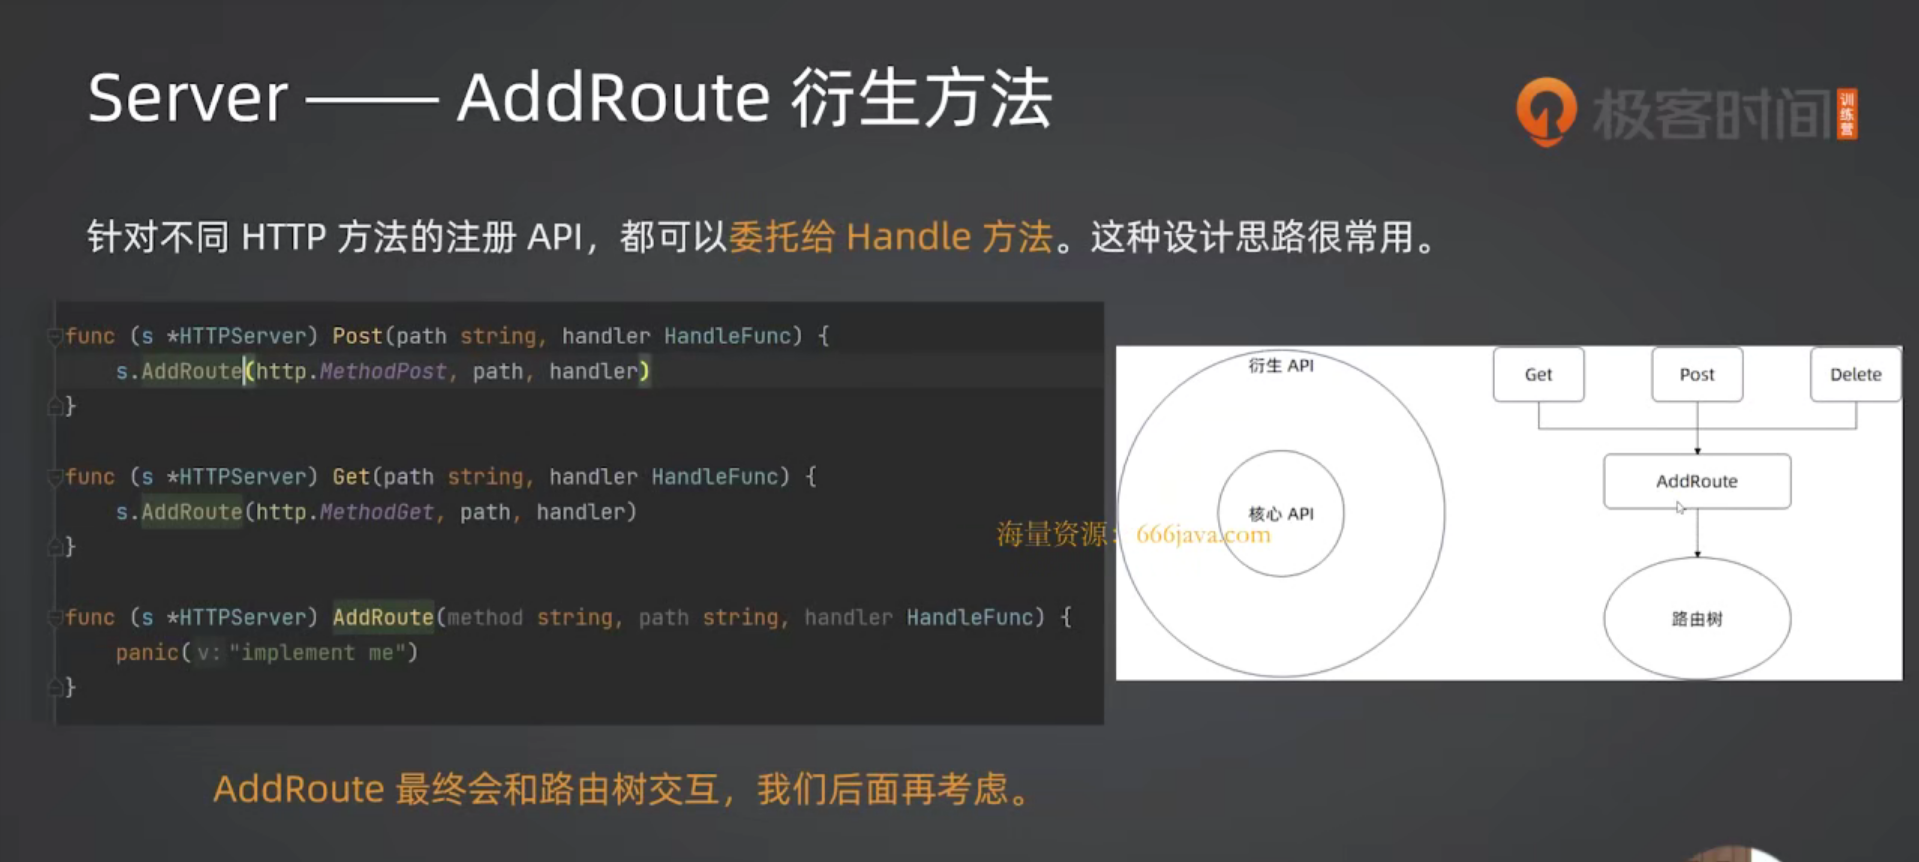 Server —— AddRoute 衍生方法
极客时间
训练营
针对不同 HTTP 方法的注册 API，都可以委托给 Handle 方法。这种设计思路很常用。
func (s *HTTPServer) Post(path string, handler HandleFunc) {
s.AddRoute(http.MethodPost, path, handler)
}
func (s *HTTPServer) Get(path string, handler HandleFunc) {
s.AddRoute(http.MethodGet, path, handler)
}
func (s *HTTPServer) AddRoute(method string, path string, handler HandleFunc) {
panic( v: "implement me")
}
衍生 API
核心 API
Get
Post
Delete
AddRoute
路由树
海量资源：666java.com
AddRoute 最终会和路由树交互，我们后面再考虑。